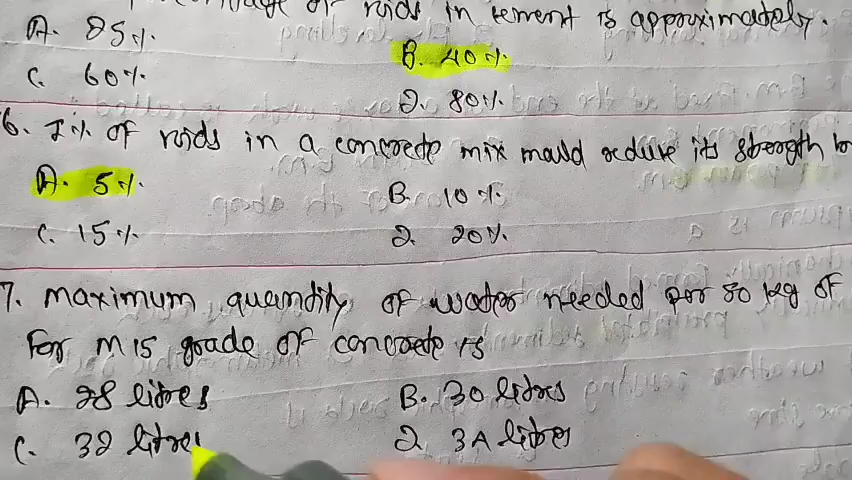 of voids in cement is approximately.
A. 25%
B. 40%
C. 60%
D. 80%
6. 1% of voids in a concrete mix would reduce its strength by
A. 5%
B. 10%
C. 15%
D. 20%
7. Maximum quantity of water needed per 50 kg of
for M15 grade of concrete is
A. 28 litres
B. 30 litres
C. 32 litres
D. 34 litres